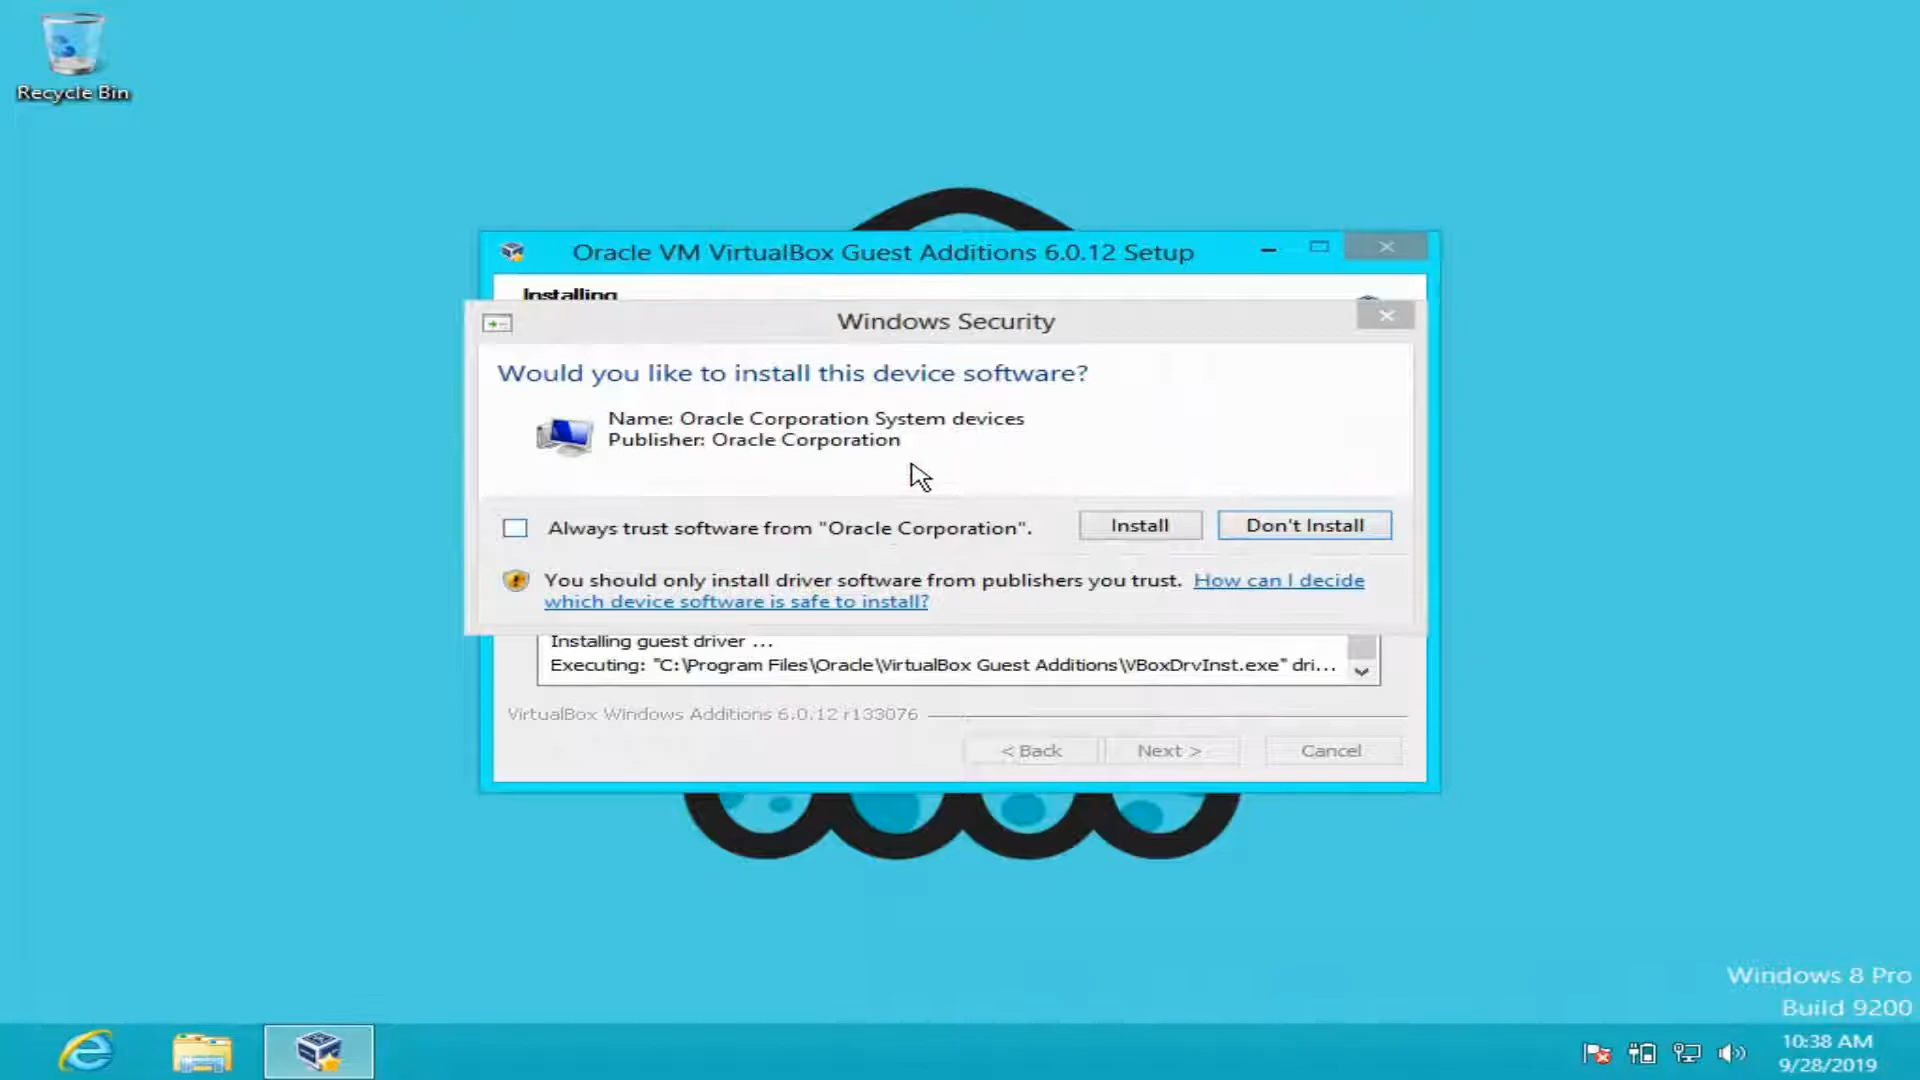 Recycle Bin
Oracle VM VirtualBox Guest Additions 6.0.12 Setup
Installing
Windows Security
Would you like to install this device software?
Name: Oracle Corporation System devices
Publisher: Oracle Corporation
Always trust software from "Oracle Corporation".
Install
Don't Install
You should only install driver software from publishers you trust. How can I decide
which device software is safe to install?
Installing guest driver ...
Executing: "C:\Program Files\Oracle\VirtualBox Guest Additions\VBoxDrvInst.exe" dri...
VirtualBox Windows Additions 6.0.12 r133076
< Back
Next >
Cancel
Windows 8 Pro
Build 9200
10:38 AM
9/28/2019